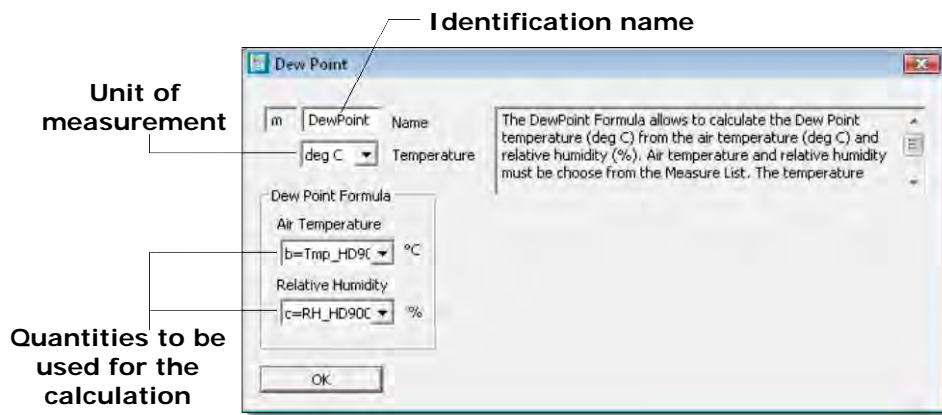 Identification name
Dew Point
Unit of
measurement
m DewPoint Name
deg C Temperature
The DewPoint Formula allows to calculate the Dew Point
temperature (deg C) from the air temperature (deg C) and
relative humidity (%). Air temperature and relative humidity
must be choose from the Measure List. The temperature
Dew Point Formula
Air Temperature
b=Tmp_HD90 °C
Relative Humidity
c=RH_HD900 %
Quantities to be
used for the
calculation
OK